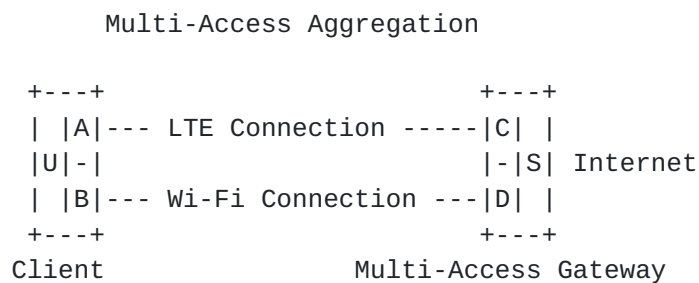 Multi-Access Aggregation

 +---+                        +---+
 | |A|--- LTE Connection -----|C| |
 |U|-|                        |-|S| Internet
 | |B|--- Wi-Fi Connection ---|D| |
 +---+                        +---+
Client                Multi-Access Gateway